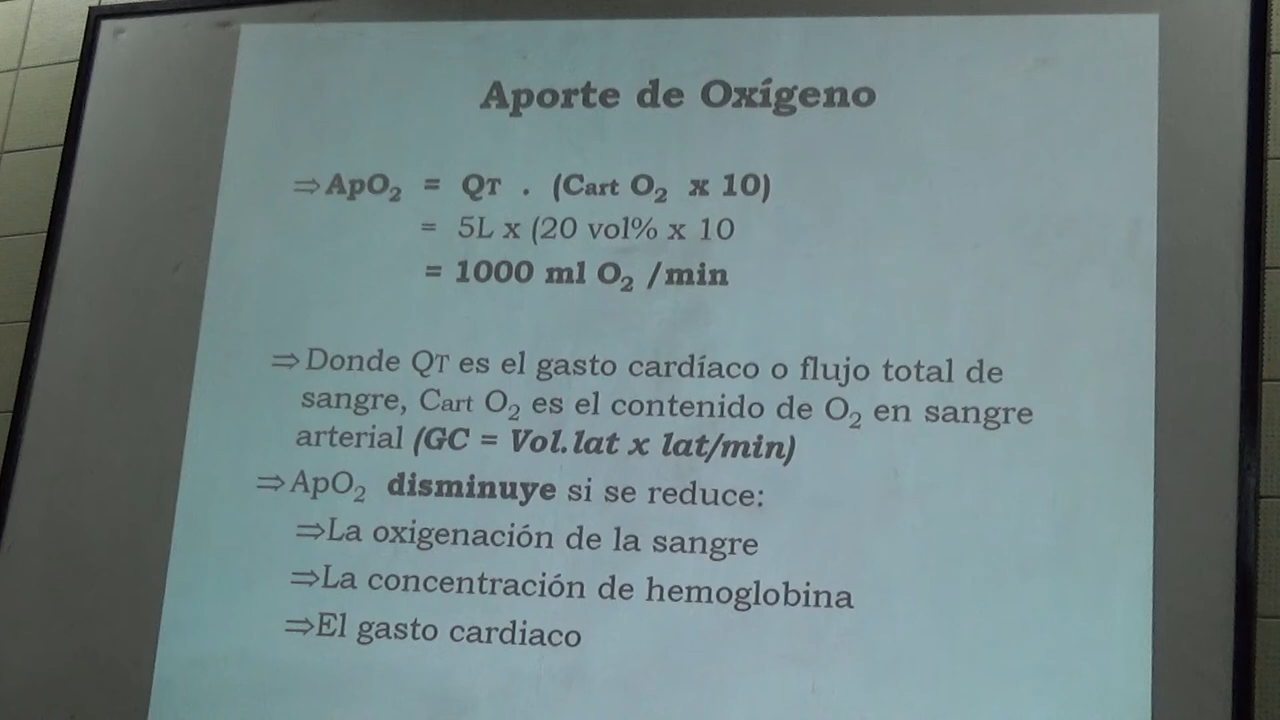 Aporte de Oxígeno
⇒ApO₂ = QT . (Cart O₂ x 10)
= 5L x (20 vol% x 10
= 1000 ml O₂ /min
⇒Donde QT es el gasto cardíaco o flujo total de
sangre, Cart O₂ es el contenido de O₂ en sangre
arterial (GC = Vol.lat x lat/min)
⇒ApO₂ disminuye si se reduce:
⇒La oxigenación de la sangre
⇒La concentración de hemoglobina
⇒El gasto cardiaco